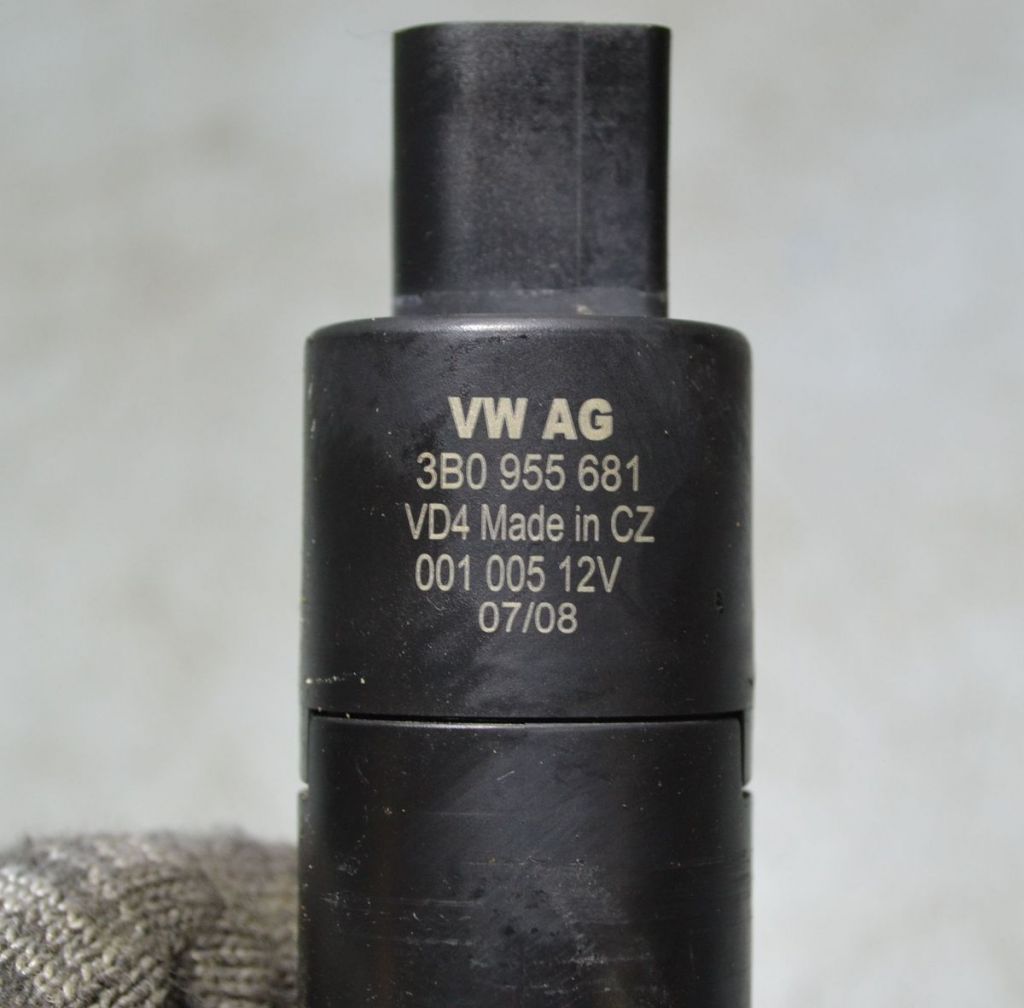 VW AG
3B0 955 681
VD4 Made in CZ
001 005 12V
07/08